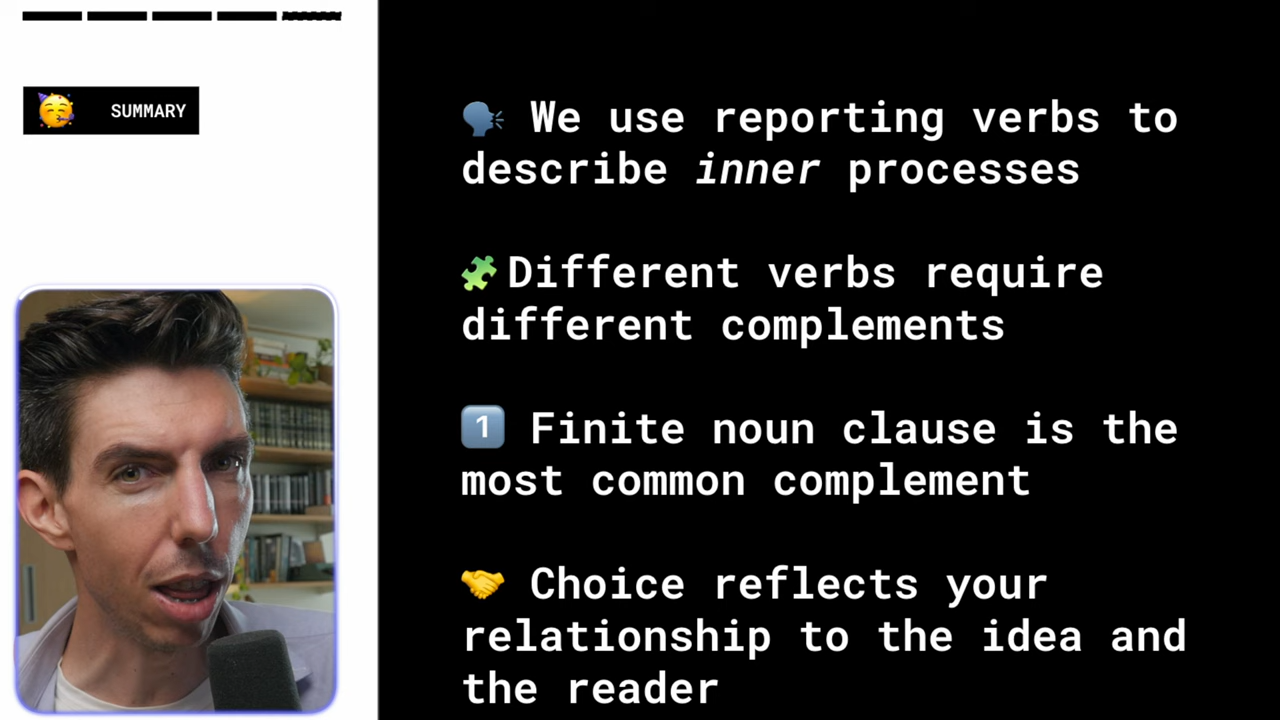 SUMMARY
We use reporting verbs to
describe inner processes
Different verbs require
different complements
1 Finite noun clause is the
most common complement
Choice reflects your
relationship to the idea and
the reader